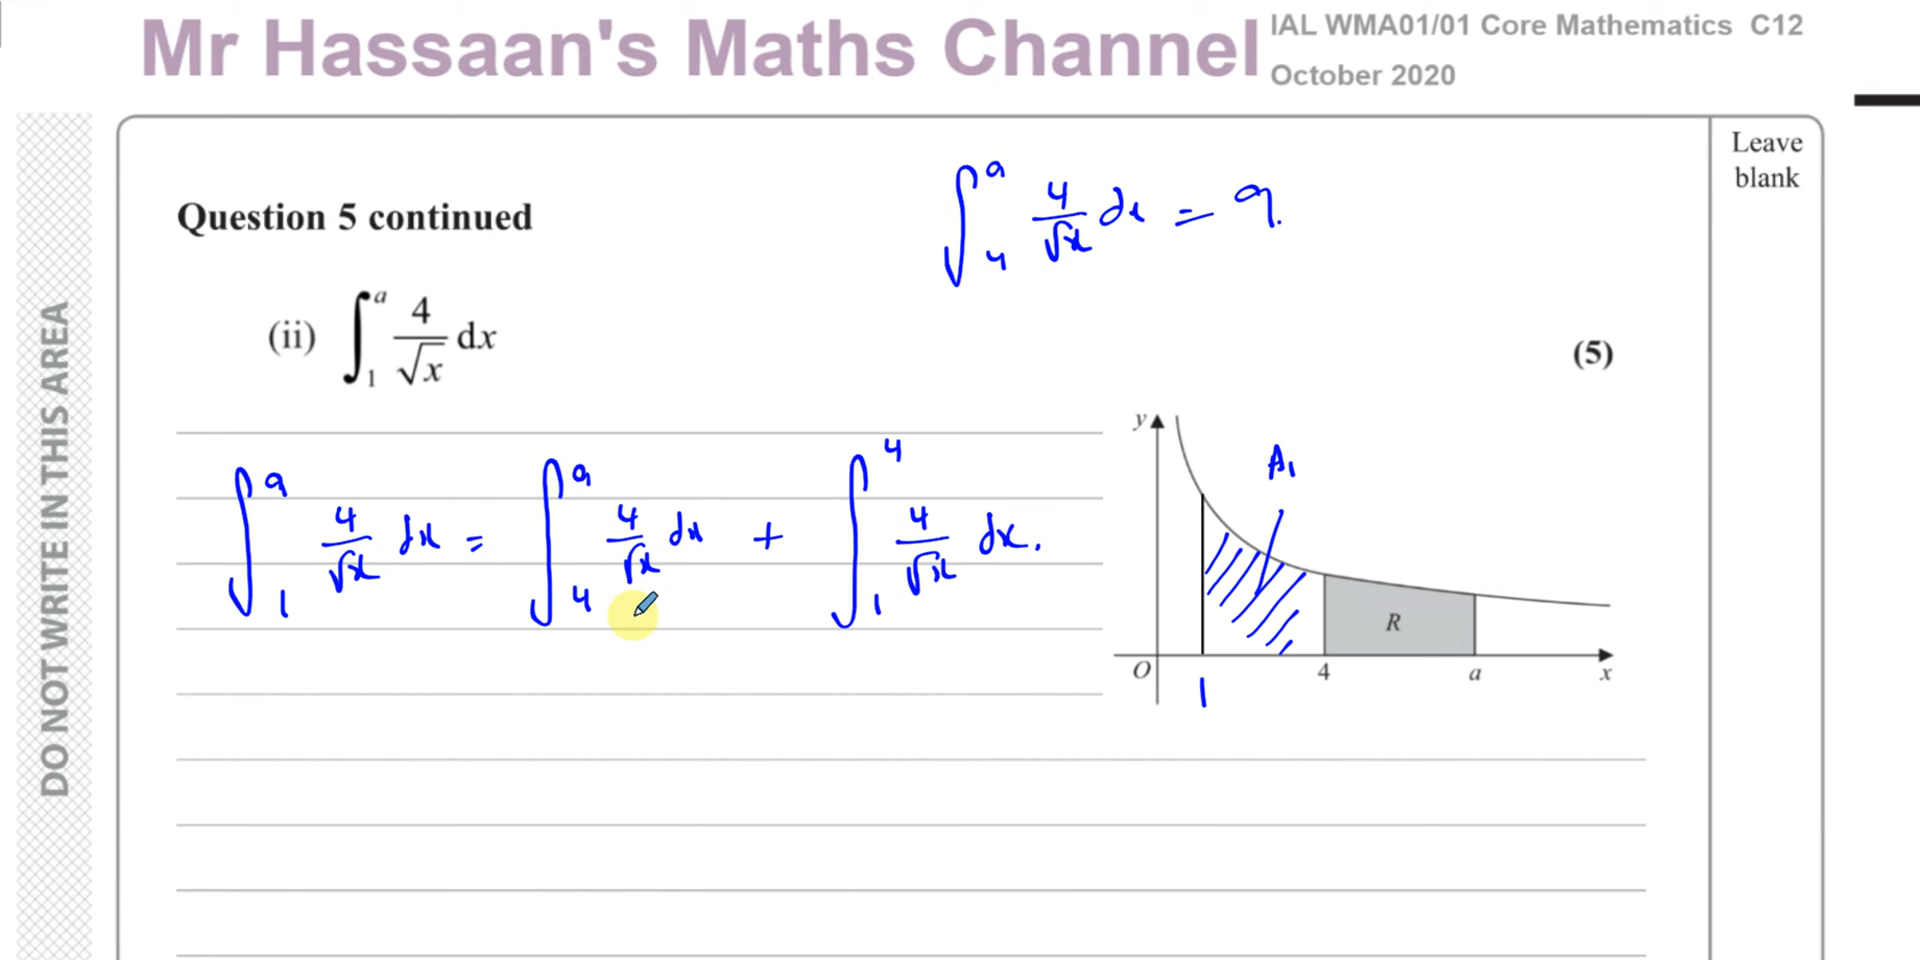 Mr Hassaan's Maths Channel
IAL WMA01/01 Core Mathematics C12
October 2020
DO NOT WRITE IN THIS AREA
Leave
blank
∫₄ᵃ 4/√x dx = 9.
Question 5 continued
(ii) ∫₁ᵃ 4/√x dx
(5)
∫₁ᵃ 4/√x dx = ∫₄ᵃ 4/√x dx + ∫₁⁴ 4/√x dx.
y
A₁
R
O
1
4
a
x